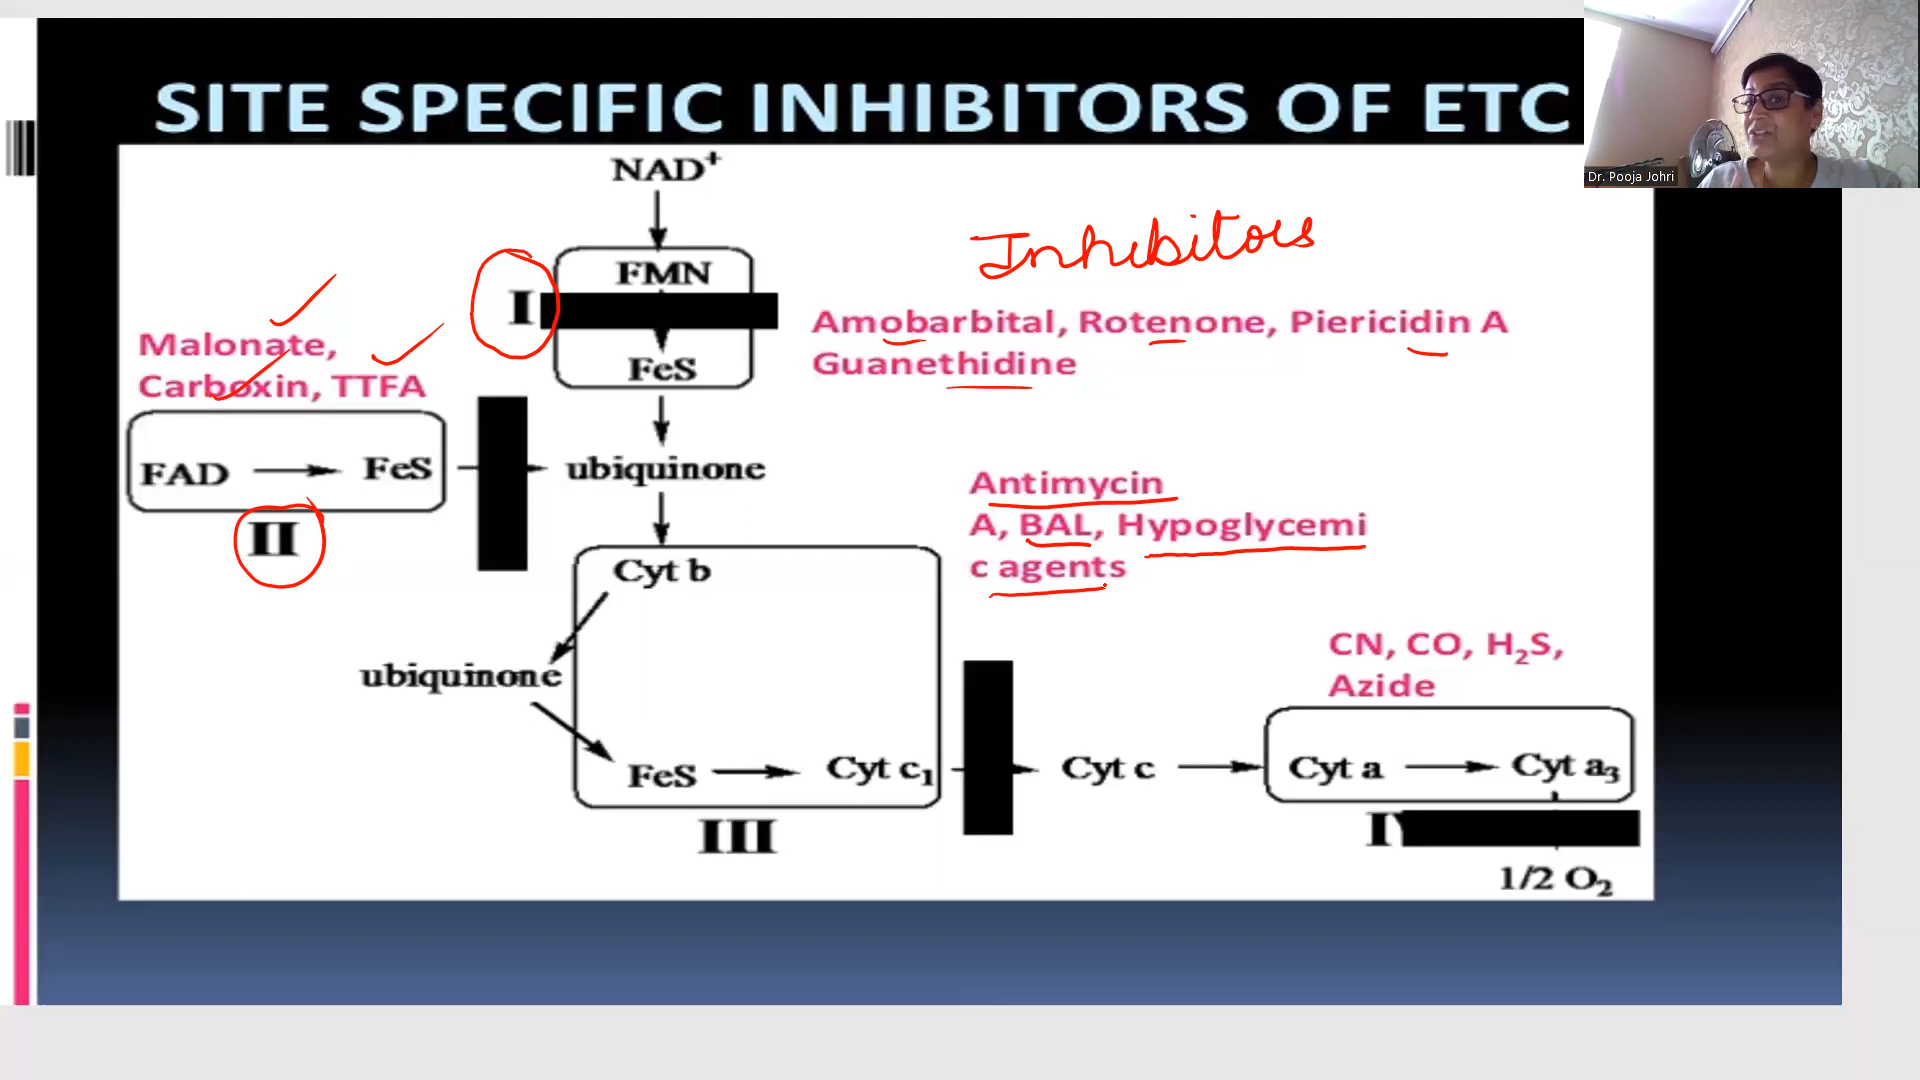 SITE SPECIFIC INHIBITORS OF ETC
Dr. Pooja Johri
NAD+
Inhibitors
FMN
I
Amobarbital, Rotenone, Piericidin A
Guanethidine
Malonate,
Carboxin, TTFA
FeS
FAD FeS ubiquinone
II
Antimycin
A, BAL, Hypoglycemi
c agents
Cyt b
ubiquinone
CN, CO, H2S,
Azide
FeS Cyt c1 Cyt c Cyt a Cyt a3
III
1/2 O2